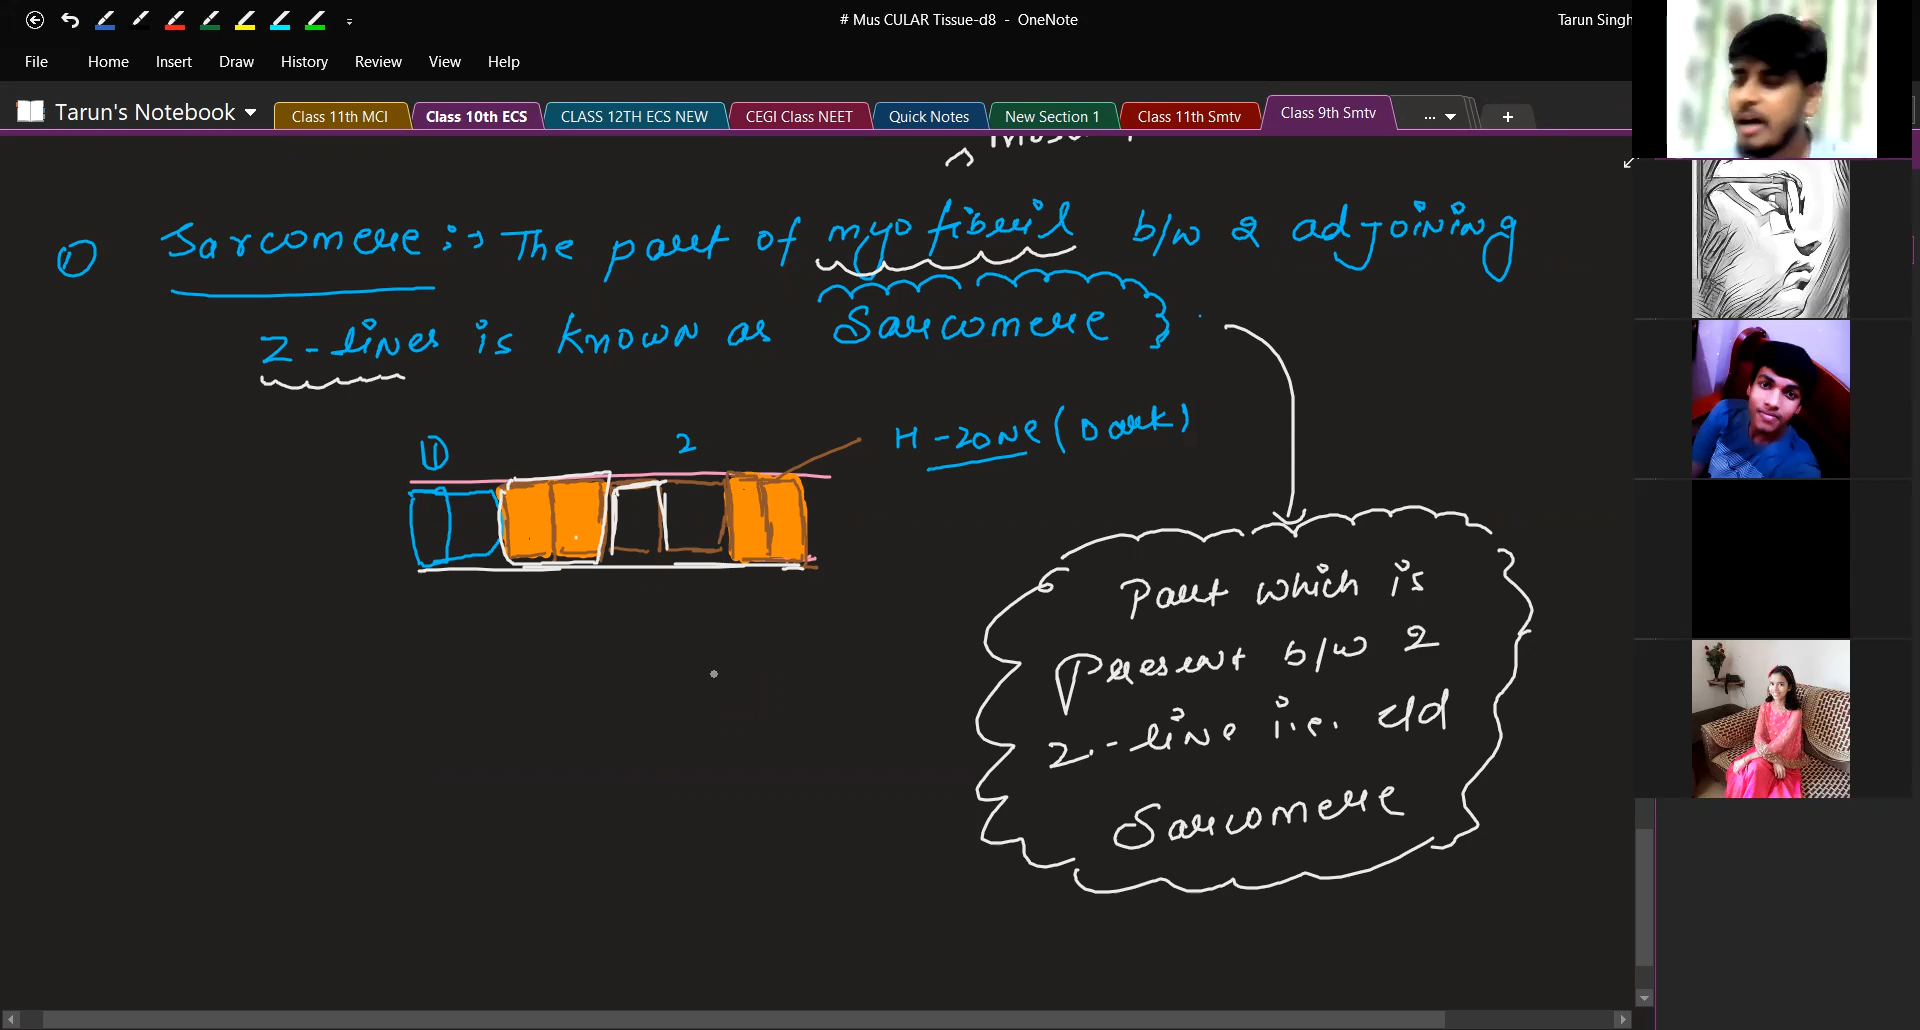 # Mus CULAR Tissue-d8 - OneNote
Tarun Singh
File Home Insert Draw History Review View Help
Tarun's Notebook
Class 11th MCI
Class 10th ECS
CLASS 12TH ECS NEW
CEGI Class NEET
Quick Notes
New Section 1
Class 11th Smtv
Class 9th Smtv
...
+
① Sarcomere :→ The part of myofibril b/w 2 adjoining
Z-lines is known as Sarcomere }.
① 2 H-zone (Dark)
Part which is
Present b/w 2
Z-line i.e. c/d
Sarcomere